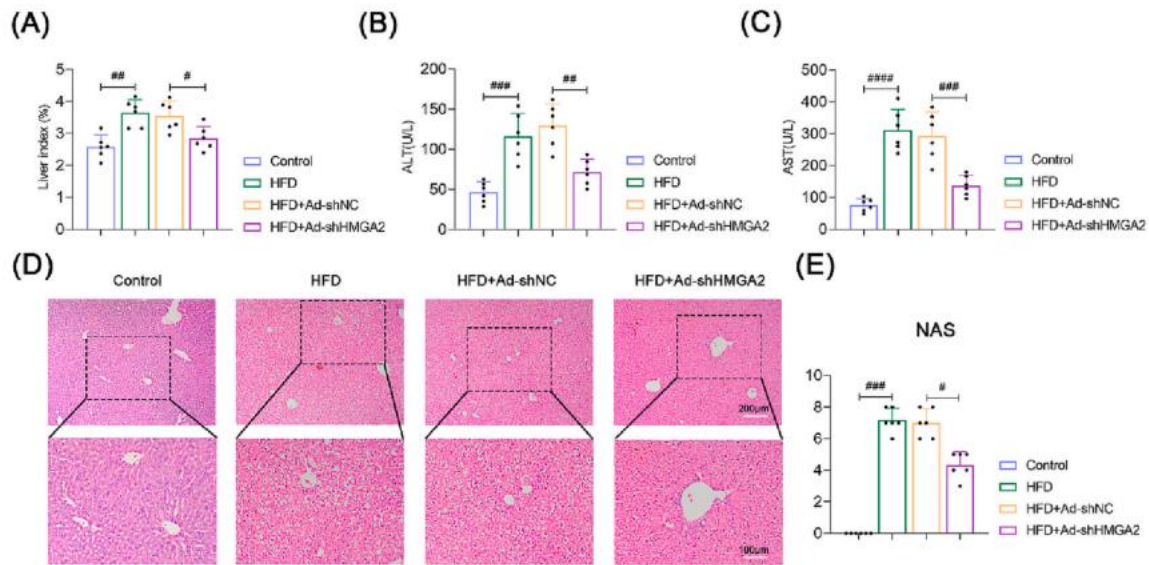 (A)
Liver index (%)
5
4
3
2
1
0
##
#
Control
HFD
HFD+Ad-shNC
HFD+Ad-shHMGA2
(B)
ALT(U/L)
200
150
100
50
0
###
##
Control
HFD
HFD+Ad-shNC
HFD+Ad-shHMGA2
(C)
AST(U/L)
500
400
300
200
100
0
####
###
Control
HFD
HFD+Ad-shNC
HFD+Ad-shHMGA2
(D)
Control
HFD
HFD+Ad-shNC
HFD+Ad-shHMGA2
200μm
100μm
(E)
NAS
10
8
6
4
2
0
###
#
Control
HFD
HFD+Ad-shNC
HFD+Ad-shHMGA2